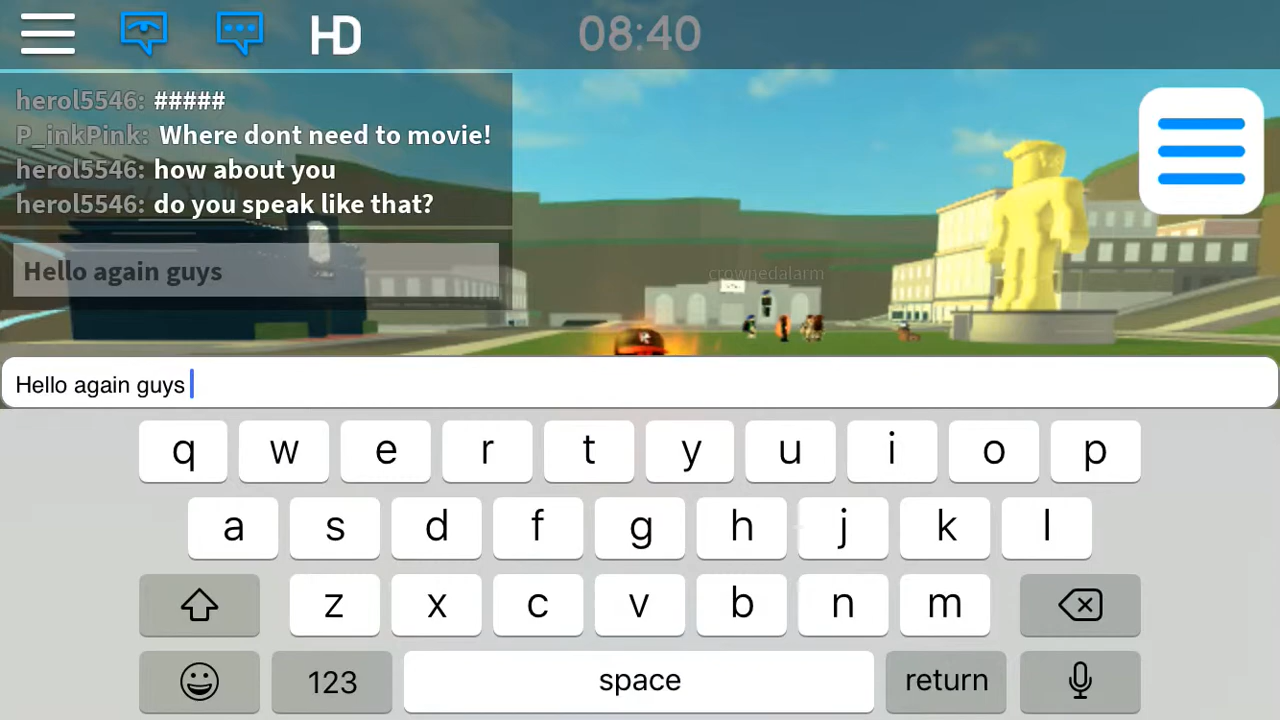 HD
08:40
herol5546: #####
P_inkPink: Where dont need to movie!
herol5546: how about you
herol5546: do you speak like that?
Hello again guys
crownedalarm
Hello again guys
q w e r t y u i o p
a s d f g h j k l
z x c v b n m
123 space return